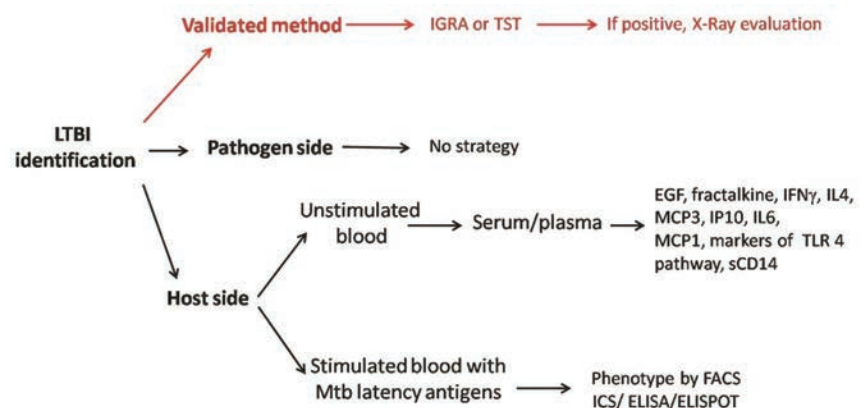 Validated method
IGRA or TST
If positive, X-Ray evaluation
LTBI
identification
Pathogen side
No strategy
Host side
Unstimulated
blood
Serum/plasma
EGF, fractalkine, IFNγ, IL4,
MCP3, IP10, IL6,
MCP1, markers of TLR 4
pathway, sCD14
Stimulated blood with
Mtb latency antigens
Phenotype by FACS
ICS/ ELISA/ELISPOT